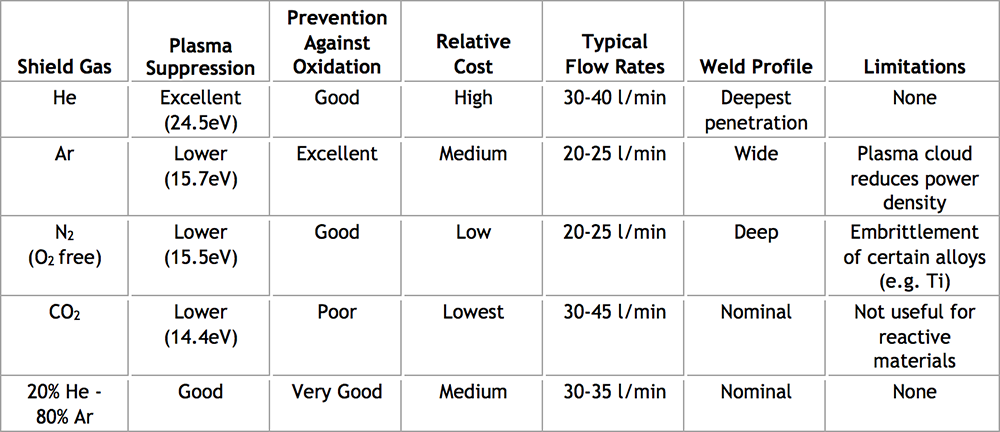 Shield Gas Plasma Suppression Prevention Against Oxidation Relative Cost Typical Flow Rates Weld Profile Limitations
He Excellent (24.5eV) Good High 30-40 l/min Deepest penetration None
Ar Lower (15.7eV) Excellent Medium 20-25 l/min Wide Plasma cloud reduces power density
N₂ (O₂ free) Lower (15.5eV) Good Low 20-25 l/min Deep Embrittlement of certain alloys (e.g. Ti)
CO₂ Lower (14.4eV) Poor Lowest 30-45 l/min Nominal Not useful for reactive materials
20% He - 80% Ar Good Very Good Medium 30-35 l/min Nominal None